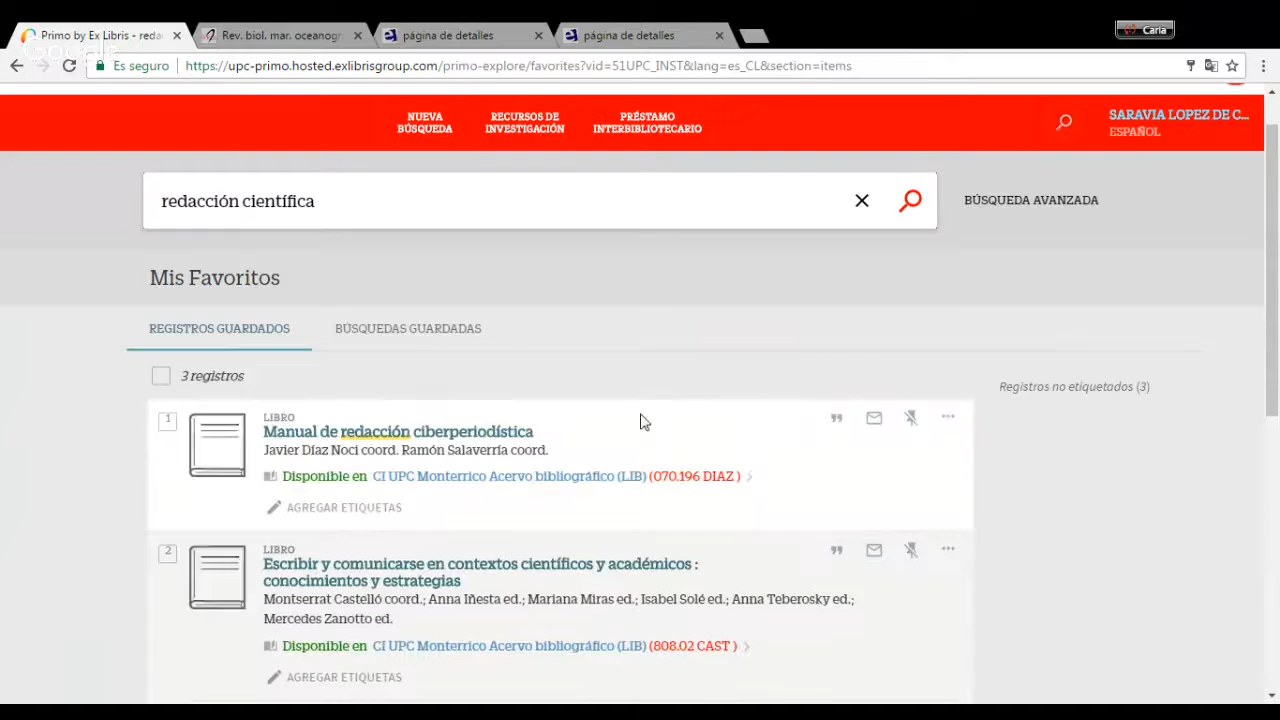 Primo by Ex Libris - reda
Rev. biol. mar. oceanogr
página de detalles
página de detalles
Carla
Google
Es seguro
https://upc-primo.hosted.exlibrisgroup.com/primo-explore/favorites?vid=51UPC_INST&lang=es_CL&section=items
NUEVA
BÚSQUEDA
RECURSOS DE
INVESTIGACIÓN
PRÉSTAMO
INTERBIBLIOTECARIO
SARAVIA LOPEZ DE C...
ESPAÑOL
redacción científica
BÚSQUEDA AVANZADA
Mis Favoritos
REGISTROS GUARDADOS
BÚSQUEDAS GUARDADAS
3 registros
Registros no etiquetados (3)
1
LIBRO
Manual de redacción ciberperiodística
Javier Díaz Noci coord. Ramón Salaverría coord.
Disponible en CI UPC Monterrico Acervo bibliográfico (LIB) (070.196 DIAZ )
AGREGAR ETIQUETAS
2
LIBRO
Escribir y comunicarse en contextos científicos y académicos :
conocimientos y estrategias
Montserrat Castelló coord.; Anna Iñesta ed.; Mariana Miras ed.; Isabel Solé ed.; Anna Teberosky ed.;
Mercedes Zanotto ed.
Disponible en CI UPC Monterrico Acervo bibliográfico (LIB) (808.02 CAST )
AGREGAR ETIQUETAS